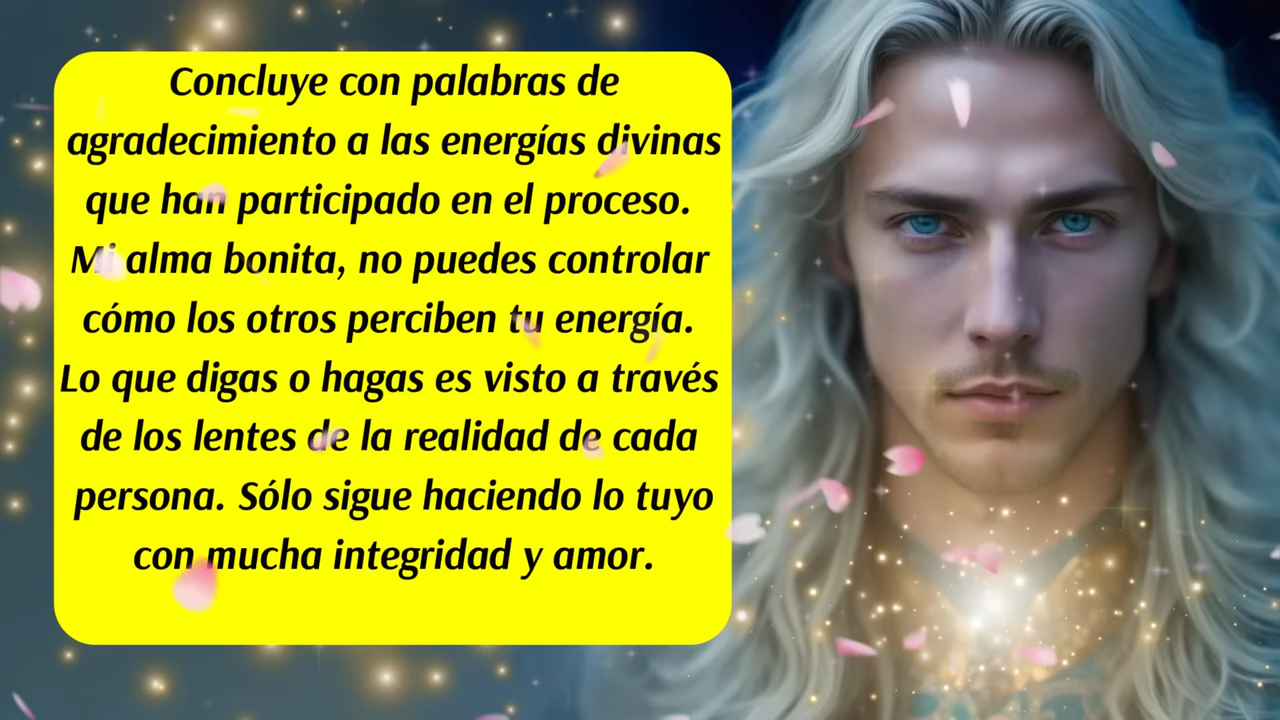 Concluye con palabras de
agradecimiento a las energías divinas
que han participado en el proceso.
Mi alma bonita, no puedes controlar
cómo los otros perciben tu energía.
Lo que digas o hagas es visto a través
de los lentes de la realidad de cada
persona. Sólo sigue haciendo lo tuyo
con mucha integridad y amor.